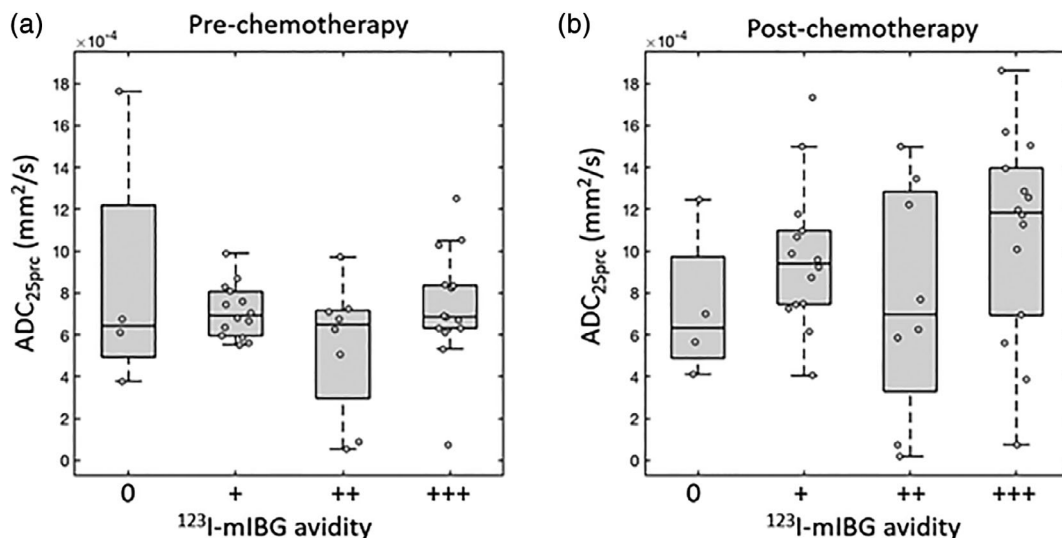 (a)
Pre-chemotherapy
×10⁻⁴
18
16
14
12
10
8
6
4
2
0
ADC25prc (mm²/s)
0 + ++ +++
¹²³I-mIBG avidity
(b)
Post-chemotherapy
×10⁻⁴
18
16
14
12
10
8
6
4
2
0
ADC25prc (mm²/s)
0 + ++ +++
¹²³I-mIBG avidity